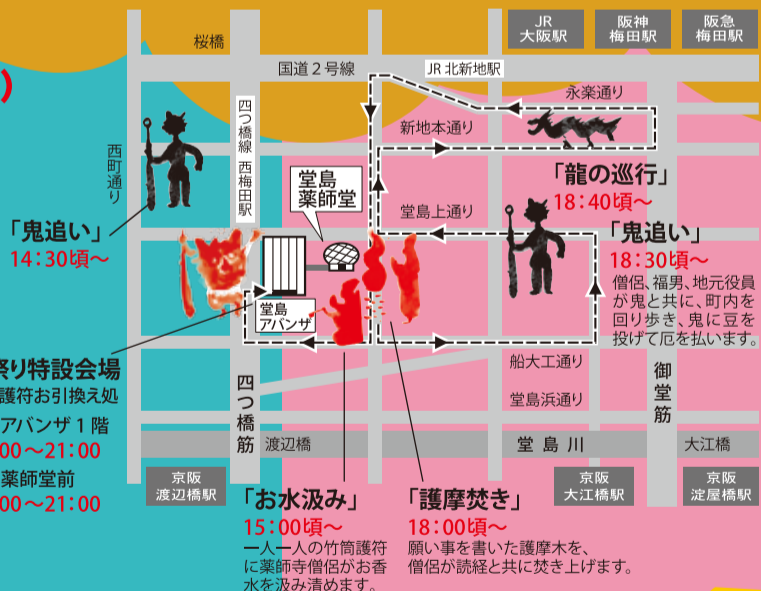 JR
大阪駅
阪神
梅田駅
阪急
梅田駅
桜橋
国道2号線
JR 北新地駅
永楽通り
)
四つ橋線 西梅田駅
新地本通り
西町通り
堂島
薬師堂
「龍の巡行」
18:40頃〜
堂島上通り
「鬼追い」
14:30頃〜
「鬼追い」
18:30頃〜
僧侶、福男、地元役員
が鬼と共に、町内を
回り歩き、鬼に豆を
投げて厄を払います。
堂島
アバンザ
祭り特設会場
護符お引換え処
アバンザ1階
00〜21:00
薬師堂前
00〜21:00
船大工通り
堂島浜通り
四つ橋筋
御堂筋
渡辺橋
堂島川
大江橋
京阪
渡辺橋駅
京阪
大江橋駅
京阪
淀屋橋駅
「お水汲み」
15:00頃〜
一人一人の竹筒護符
に薬師寺僧侶がお香
水を汲み清めます。
「護摩焚き」
18:00頃〜
願い事を書いた護摩木を、
僧侶が読経と共に焚き上げます。